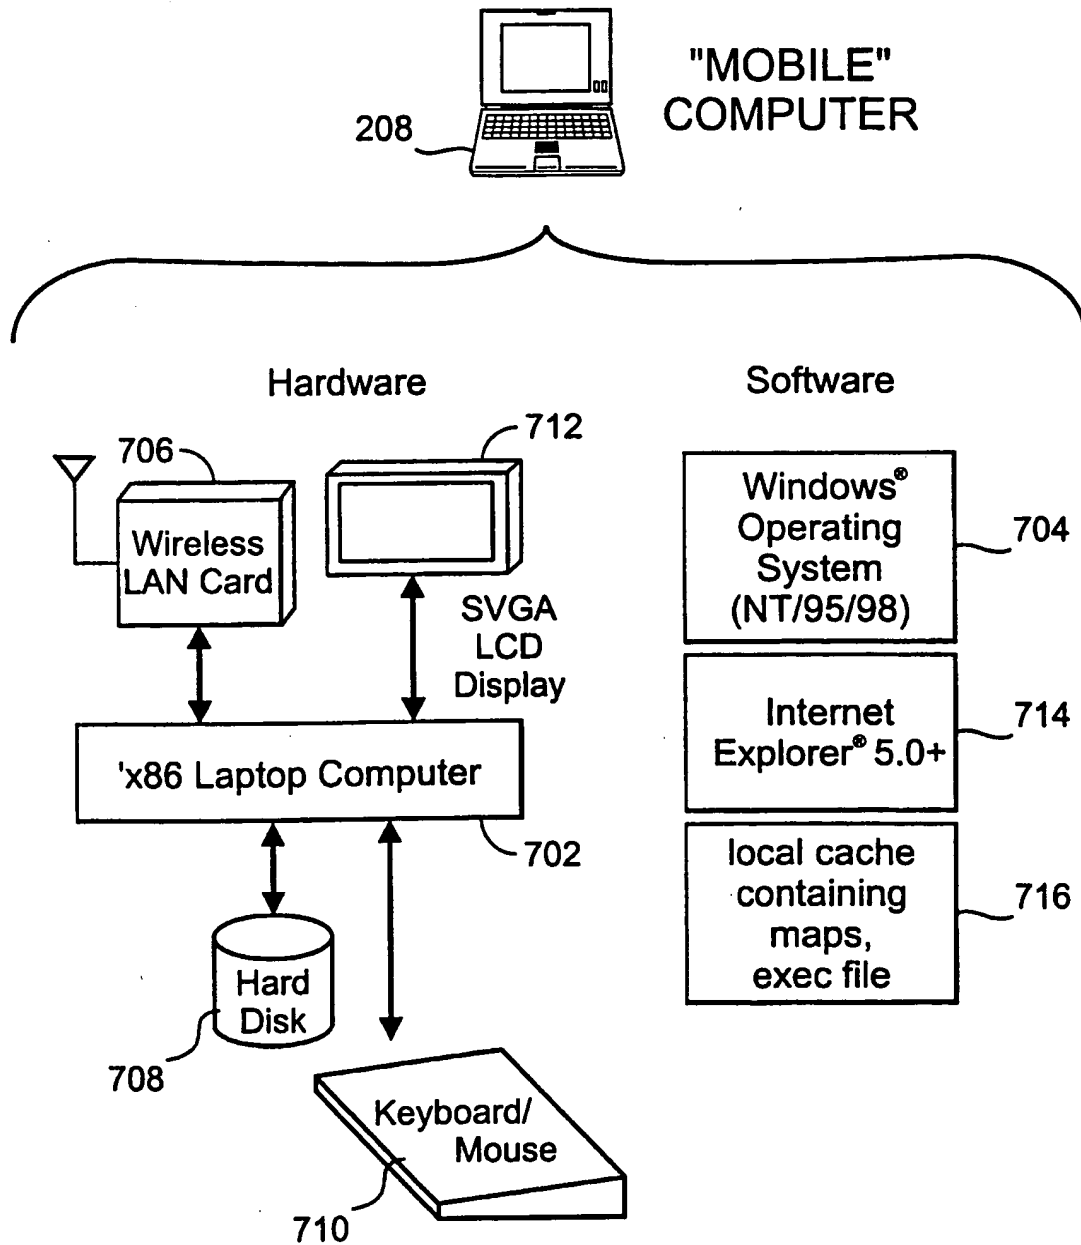 "MOBILE"
COMPUTER
208
Hardware
Software
706
712
Wireless
LAN Card
SVGA
LCD
Display
'x86 Laptop Computer
702
Hard
Disk
708
Keyboard/
Mouse
710
Windows®
Operating
System
(NT/95/98)
704
Internet
Explorer® 5.0+
714
local cache
containing
maps,
exec file
716